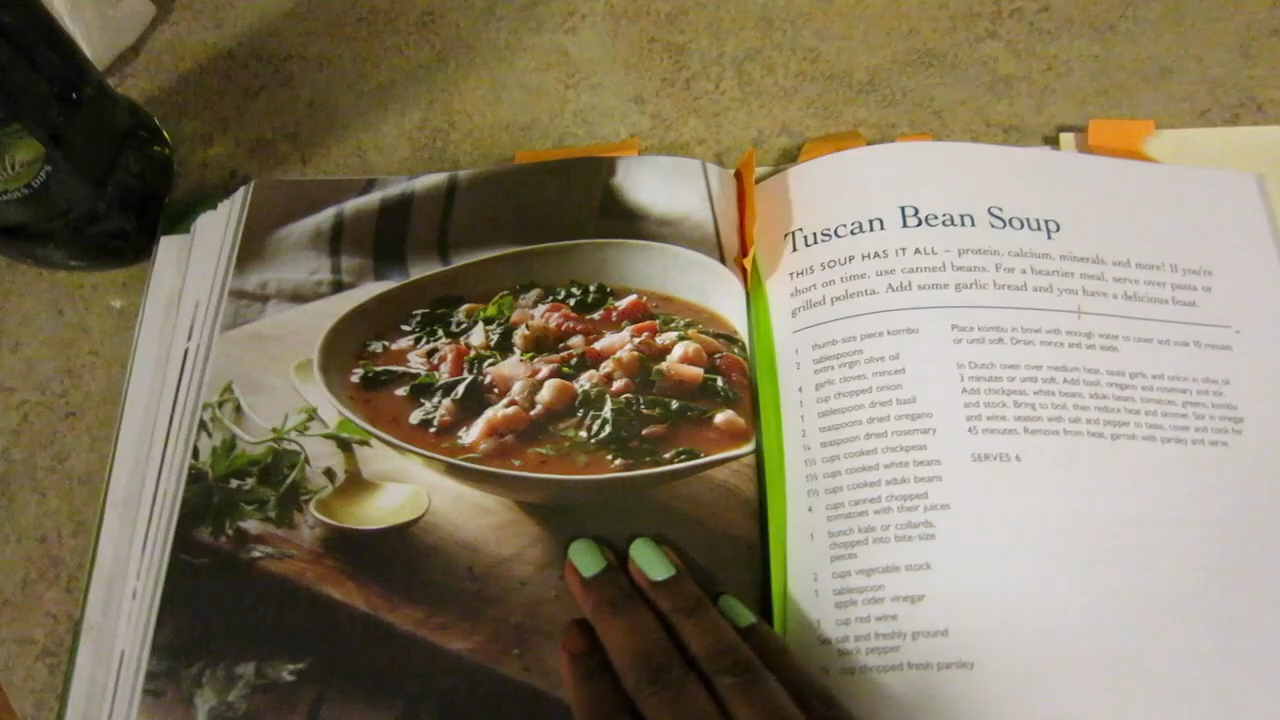 DIPS
Tuscan Bean Soup
THIS SOUP HAS IT ALL – protein, calcium, minerals, and more! If you're
short on time, use canned beans. For a heartier meal, serve over pasta or
grilled polenta. Add some garlic bread and you have a delicious feast.
1 thumb-size piece kombu
2 tablespoons
extra virgin olive oil
4 garlic cloves, minced
1 cup chopped onion
1 tablespoon dried basil
2 teaspoons dried oregano
teaspoon dried rosemary
1½ cups cooked chickpeas
1½ cups cooked white beans
1½ cups cooked aduki beans
4 cups canned chopped
tomatoes with their juices
1 bunch kale or collards,
chopped into bite-size
pieces
2 cups vegetable stock
1 tablespoon
apple cider vinegar
1 cup red wine
Sea salt and freshly ground
black pepper
cup chopped fresh parsley
Place kombu in bowl with enough water to cover and soak 10 minutes
or until soft. Drain, mince and set aside.
In Dutch oven over medium heat, sauté garlic and onion in olive oil
3 minutes or until soft. Add basil, oregano and rosemary and stir.
Add chickpeas, white beans, aduki beans, tomatoes, greens, kombu
and stock. Bring to boil, then reduce heat and simmer. Stir in vinegar
and wine, season with salt and pepper to taste, cover and cook for
45 minutes. Remove from heat, garnish with parsley and serve.
SERVES 6